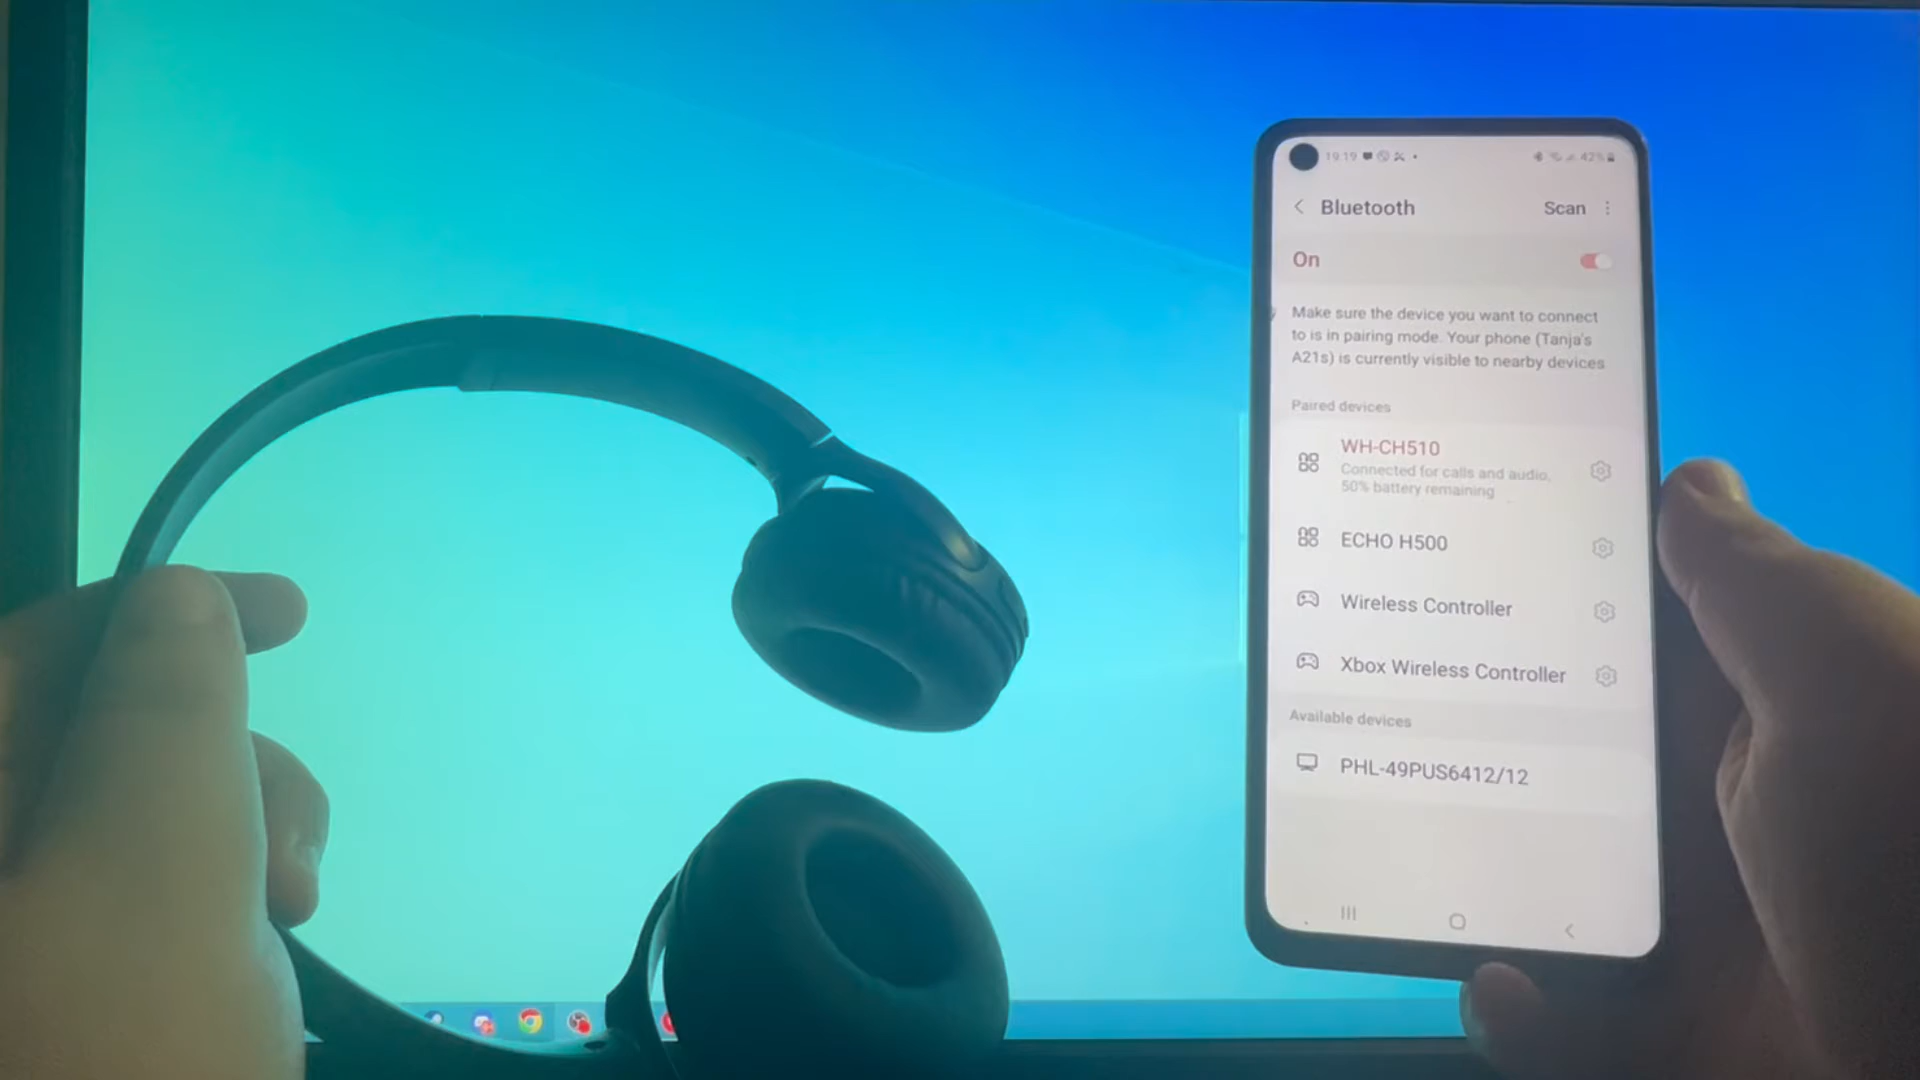 19:19
42%
Bluetooth
Scan
On
Make sure the device you want to connect
to is in pairing mode. Your phone (Tanja's
A21s) is currently visible to nearby devices
Paired devices
WH-CH510
Connected for calls and audio,
50% battery remaining
ECHO H500
Wireless Controller
Xbox Wireless Controller
Available devices
PHL-49PUS6412/12